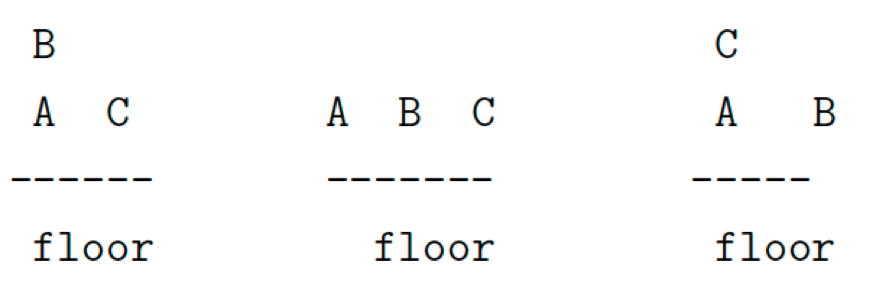 B C
A C A B C A B
------ ------- -----
floor floor floor